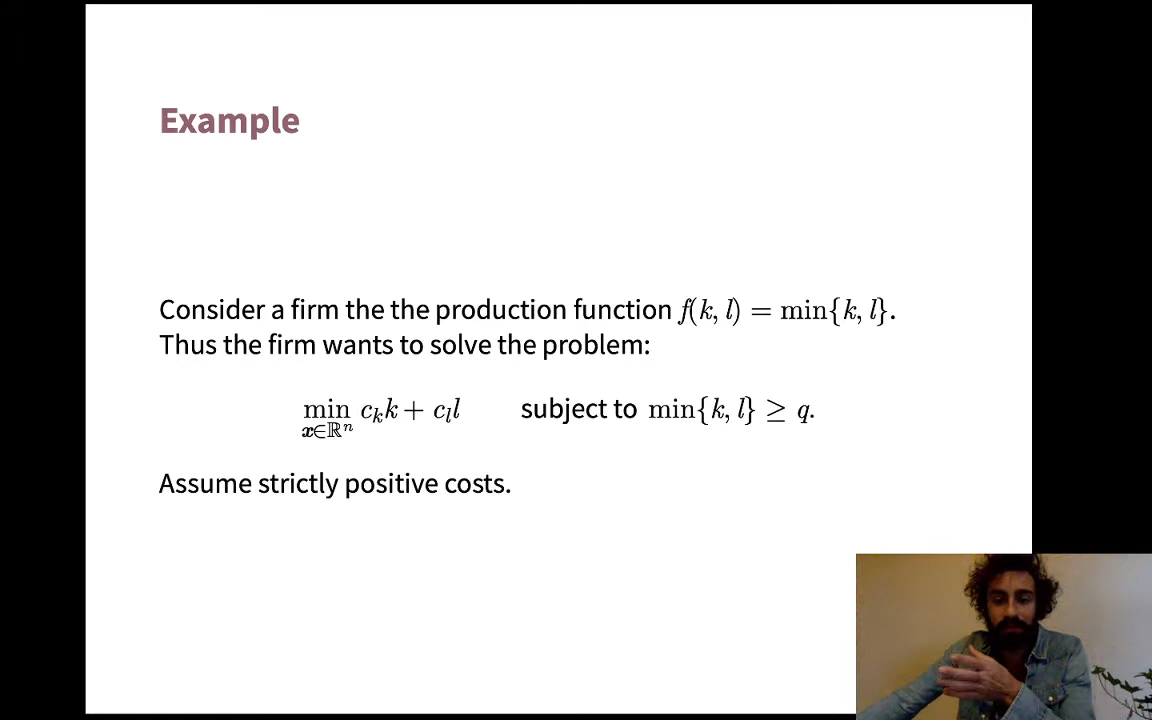 Example
Consider a firm the the production function f(k, l) = min{k, l}.
Thus the firm wants to solve the problem:
min c_k k + c_l l subject to min{k, l} ≥ q.
x∈ℝⁿ
Assume strictly positive costs.